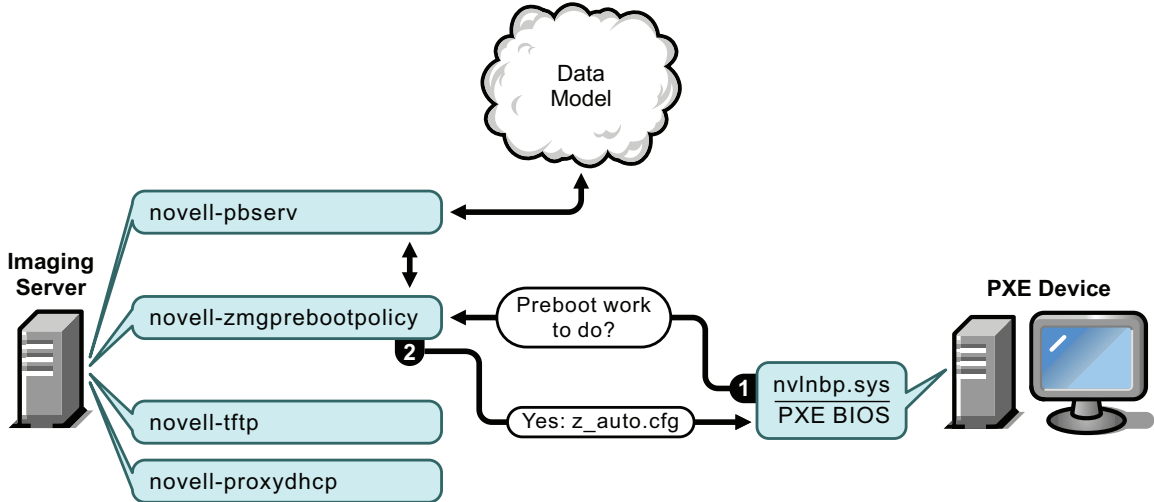 Data
Model
novell-pbserv
Imaging
Server
novell-zmgprebootpolicy
2
Preboot work
to do?
PXE Device
1
nvlnbp.sys
PXE BIOS
novell-tftp
Yes: z_auto.cfg
novell-proxydhcp